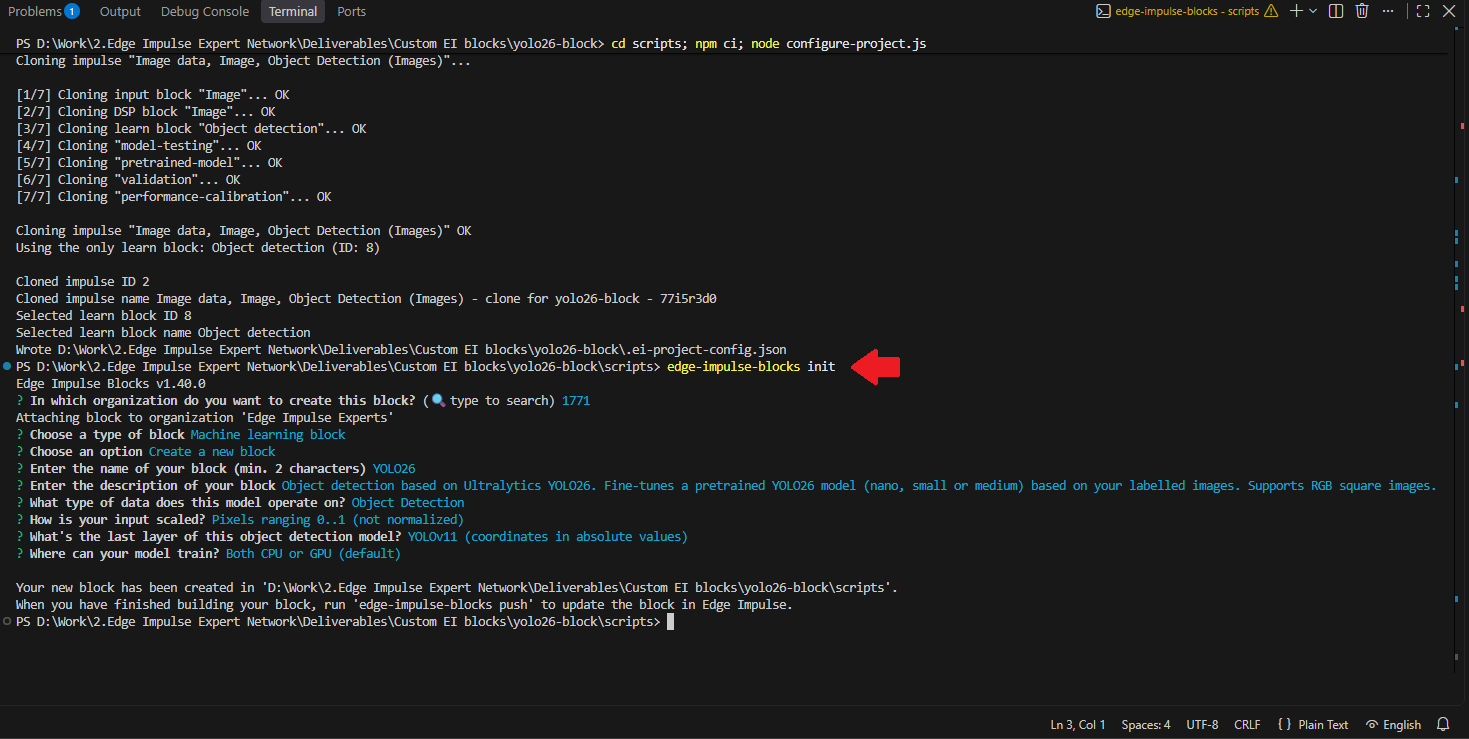 Problems 1 Output Debug Console Terminal Ports edge-impulse-blocks - scripts
PS D:\Work\2.Edge Impulse Expert Network\Deliverables\Custom EI blocks\yolo26-block> cd scripts; npm ci; node configure-project.js
Cloning impulse "Image data, Image, Object Detection (Images)"...
[1/7] Cloning input block "Image"... OK
[2/7] Cloning DSP block "Image"... OK
[3/7] Cloning learn block "Object detection"... OK
[4/7] Cloning "model-testing"... OK
[5/7] Cloning "pretrained-model"... OK
[6/7] Cloning "validation"... OK
[7/7] Cloning "performance-calibration"... OK
Cloning impulse "Image data, Image, Object Detection (Images)" OK
Using the only learn block: Object detection (ID: 8)
Cloned impulse ID 2
Cloned impulse name Image data, Image, Object Detection (Images) - clone for yolo26-block - 77i5r3d0
Selected learn block ID 8
Selected learn block name Object detection
Wrote D:\Work\2.Edge Impulse Expert Network\Deliverables\Custom EI blocks\yolo26-block\.ei-project-config.json
PS D:\Work\2.Edge Impulse Expert Network\Deliverables\Custom EI blocks\yolo26-block\scripts> edge-impulse-blocks init
Edge Impulse Blocks v1.40.0
? In which organization do you want to create this block? (🔍 type to search) 1771
Attaching block to organization 'Edge Impulse Experts'
? Choose a type of block Machine learning block
? Choose an option Create a new block
? Enter the name of your block (min. 2 characters) YOLO26
? Enter the description of your block Object detection based on Ultralytics YOLO26. Fine-tunes a pretrained YOLO26 model (nano, small or medium) based on your labelled images. Supports RGB square images.
? What type of data does this model operate on? Object Detection
? How is your input scaled? Pixels ranging 0..1 (not normalized)
? What's the last layer of this object detection model? YOLOv11 (coordinates in absolute values)
? Where can your model train? Both CPU or GPU (default)
Your new block has been created in 'D:\Work\2.Edge Impulse Expert Network\Deliverables\Custom EI blocks\yolo26-block\scripts'.
When you have finished building your block, run 'edge-impulse-blocks push' to update the block in Edge Impulse.
PS D:\Work\2.Edge Impulse Expert Network\Deliverables\Custom EI blocks\yolo26-block\scripts>
Ln 3, Col 1 Spaces: 4 UTF-8 CRLF {} Plain Text English